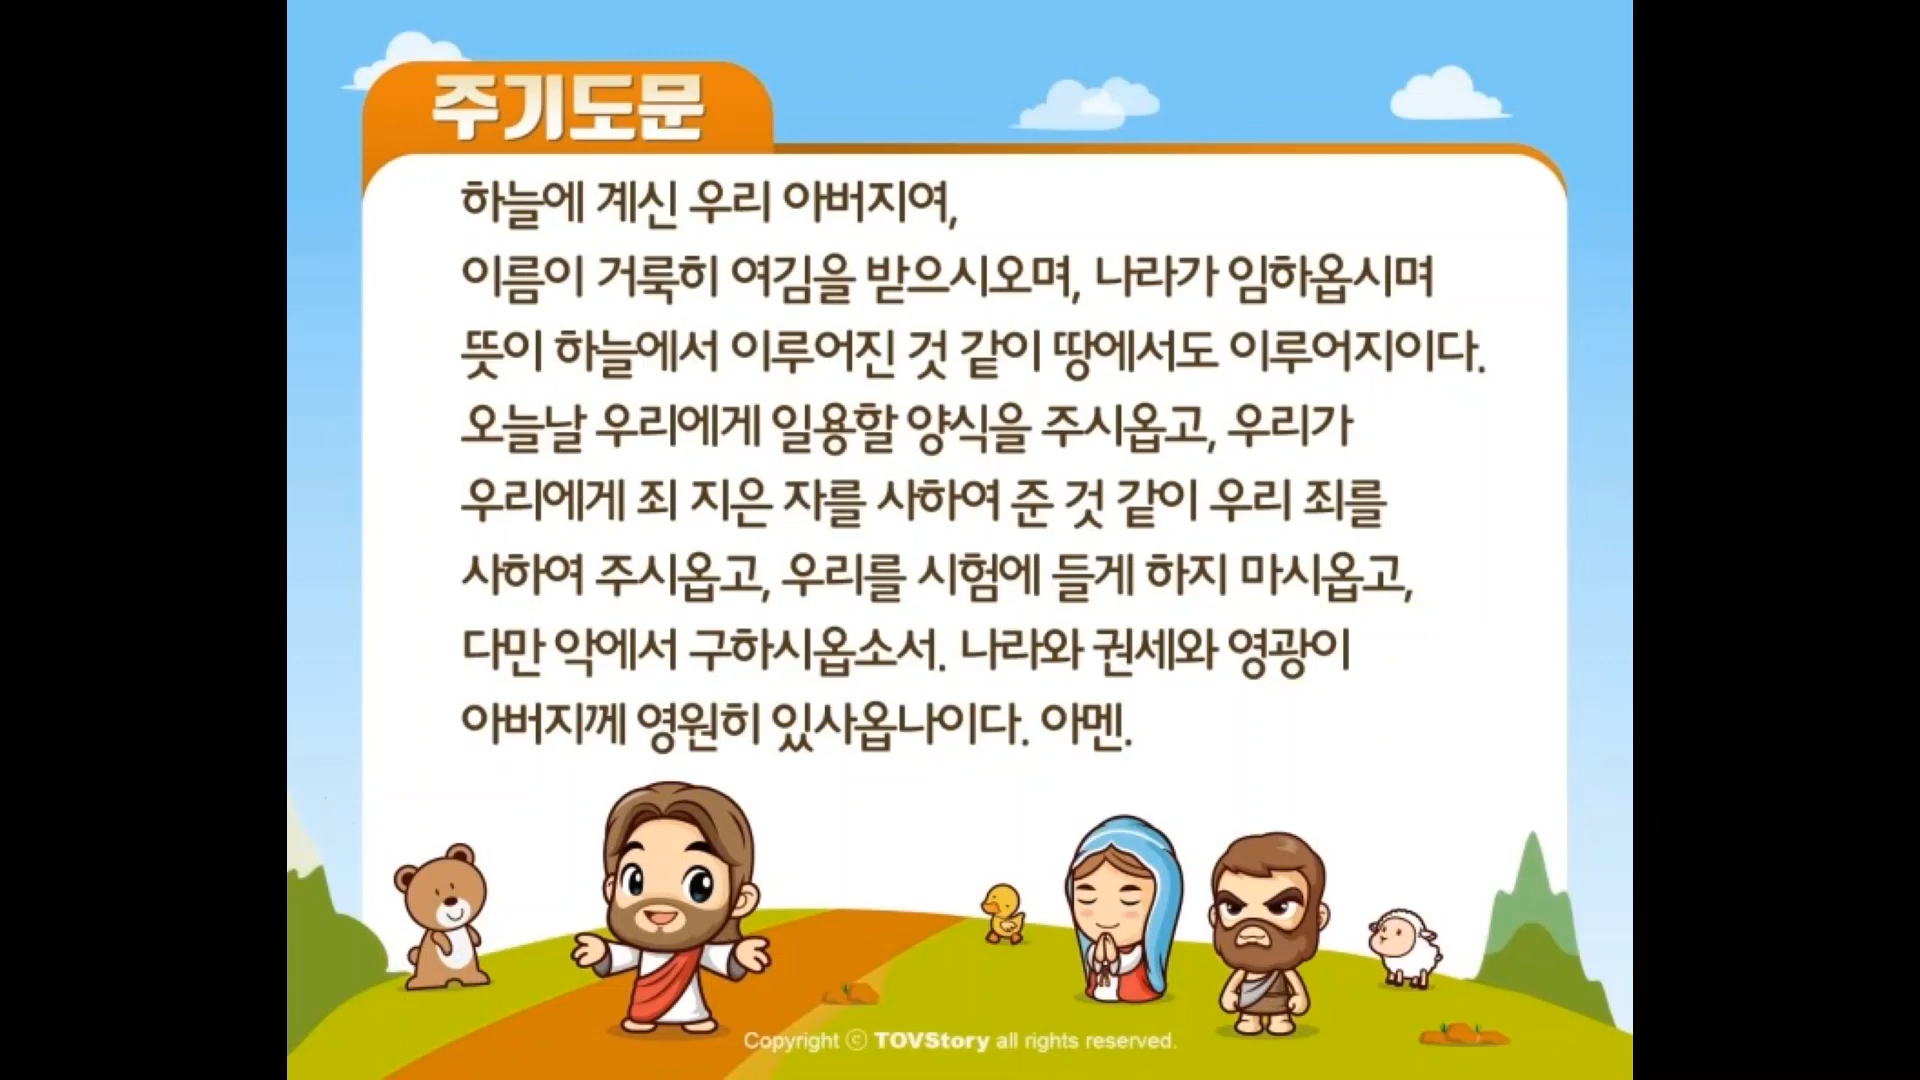 주기도문
하늘에 계신 우리 아버지여,
이름이 거룩히 여김을 받으시오며, 나라가 임하옵시며
뜻이 하늘에서 이루어진 것 같이 땅에서도 이루어지이다.
오늘날 우리에게 일용할 양식을 주시옵고, 우리가
우리에게 죄 지은 자를 사하여 준 것 같이 우리 죄를
사하여 주시옵고, 우리를 시험에 들게 하지 마시옵고,
다만 악에서 구하시옵소서. 나라와 권세와 영광이
아버지께 영원히 있사옵나이다. 아멘.
Copyright ⓒ TOVStory all rights reserved.